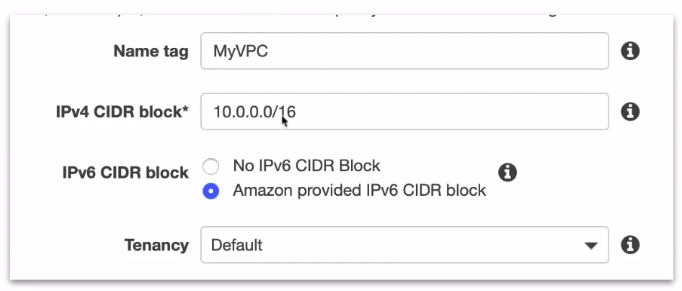 Name tag MyVPC
IPv4 CIDR block* 10.0.0.0/16
No IPv6 CIDR Block
IPv6 CIDR block
Amazon provided IPv6 CIDR block
Tenancy Default